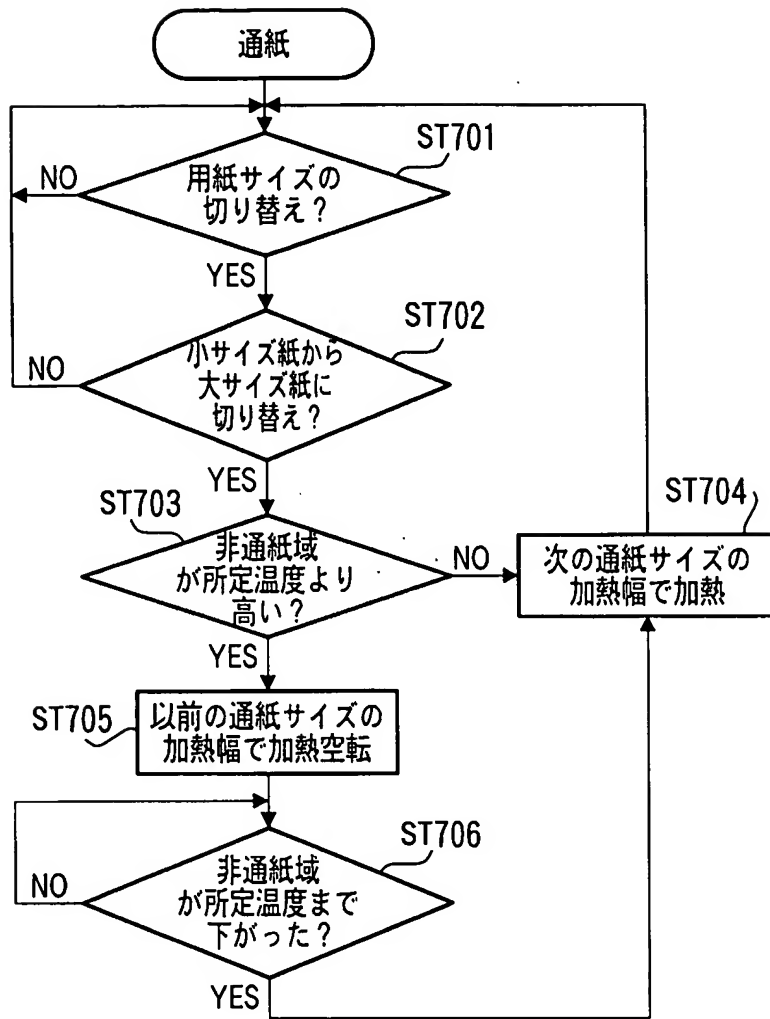 通紙
ST701
用紙サイズの
切り替え？
NO
YES
ST702
小サイズ紙から
大サイズ紙に
切り替え？
NO
YES
ST703
非通紙域
が所定温度より
高い？
NO
YES
ST704
次の通紙サイズの
加熱幅で加熱
ST705
以前の通紙サイズの
加熱幅で加熱空転
ST706
非通紙域
が所定温度まで
下がった？
NO
YES